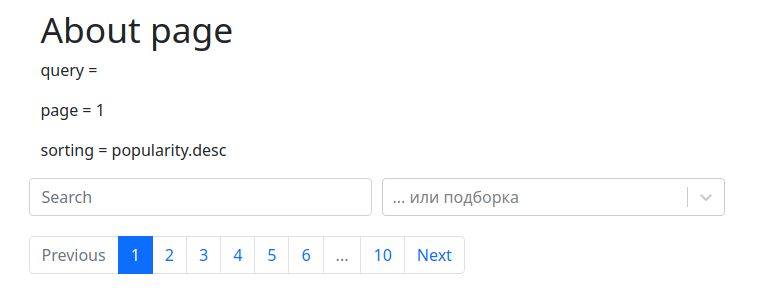 About page
query =
page = 1
sorting = popularity.desc
Search ... или подборка
Previous 1 2 3 4 5 6 ... 10 Next